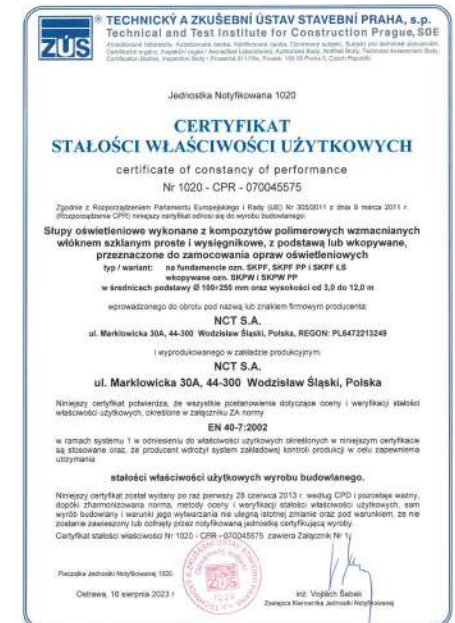 TECHNICKÝ A ZKUŠEBNÍ ÚSTAV STAVEBNÍ PRAHA, s.p.
Technical and Test Institute for Construction Prague, SOE
ZÚS
Jednostka Notyfikowana 1020
CERTYFIKAT
STAŁOŚCI WŁAŚCIWOŚCI UŻYTKOWYCH
certificate of constancy of performance
Nr 1020 - CPR - 070045575
Zgodnie z Rozporządzeniem Parlamentu Europejskiego i Rady (UE) Nr 305/2011 z dnia 9 marca 2011 r.
(Rozporządzenie CPR) niniejszy certyfikat odnosi się do wyrobu budowlanego:
Słupy oświetleniowe wykonane z kompozytów polimerowych wzmacnianych
włóknem szklanym proste i wysięgnikowe, z podstawą lub wkopywane,
przeznaczone do zamocowania opraw oświetleniowych
typ / wariant: na fundamencie ozn. SKPF, SKPF PP i SKPF ŁS
wkopywane ozn. SKPW i SKPW PP
w średnicach podstawy Ø 100÷250 mm oraz wysokości od 3,0 do 12,0 m
wprowadzonego do obrotu pod nazwą lub znakiem firmowym producenta:
NCT S.A.
ul. Marklowicka 30A, 44-300 Wodzisław Śląski, Polska, REGON: PL6472213249
i wyprodukowanego w zakładzie produkcyjnym:
NCT S.A.
ul. Marklowicka 30A, 44-300 Wodzisław Śląski, Polska
Niniejszy certyfikat potwierdza, że wszystkie postanowienia dotyczące oceny i weryfikacji stałości
właściwości użytkowych, określone w załączniku ZA normy
EN 40-7:2002
w ramach systemu 1 w odniesieniu do właściwości użytkowych określonych w niniejszym certyfikacie
są stosowane oraz, że producent wdrożył system zakładowej kontroli produkcji w celu zapewnienia
utrzymania
stałości właściwości użytkowych wyrobu budowlanego.
Niniejszy certyfikat został wydany po raz pierwszy 28 czerwca 2013 r. według CPD i pozostaje ważny,
dopóki zharmonizowana norma, metody oceny i weryfikacji stałości właściwości użytkowych, sam
wyrób budowlany i warunki jego wytwarzania nie ulegną istotnej zmianie oraz pod warunkiem, że nie
zostanie zawieszony lub cofnięty przez notyfikowaną jednostkę certyfikującą wyroby.
Certyfikat stałości właściwości Nr 1020 - CPR - 070045575 zawiera Załącznik Nr 1.
Pieczątka Jednostki Notyfikowanej 1020
ZÚS
1020
Ostrawa, 16 sierpnia 2023 r
inż. Vojtěch Šebek
Zastępca Kierownika Jednostki Notyfikowanej